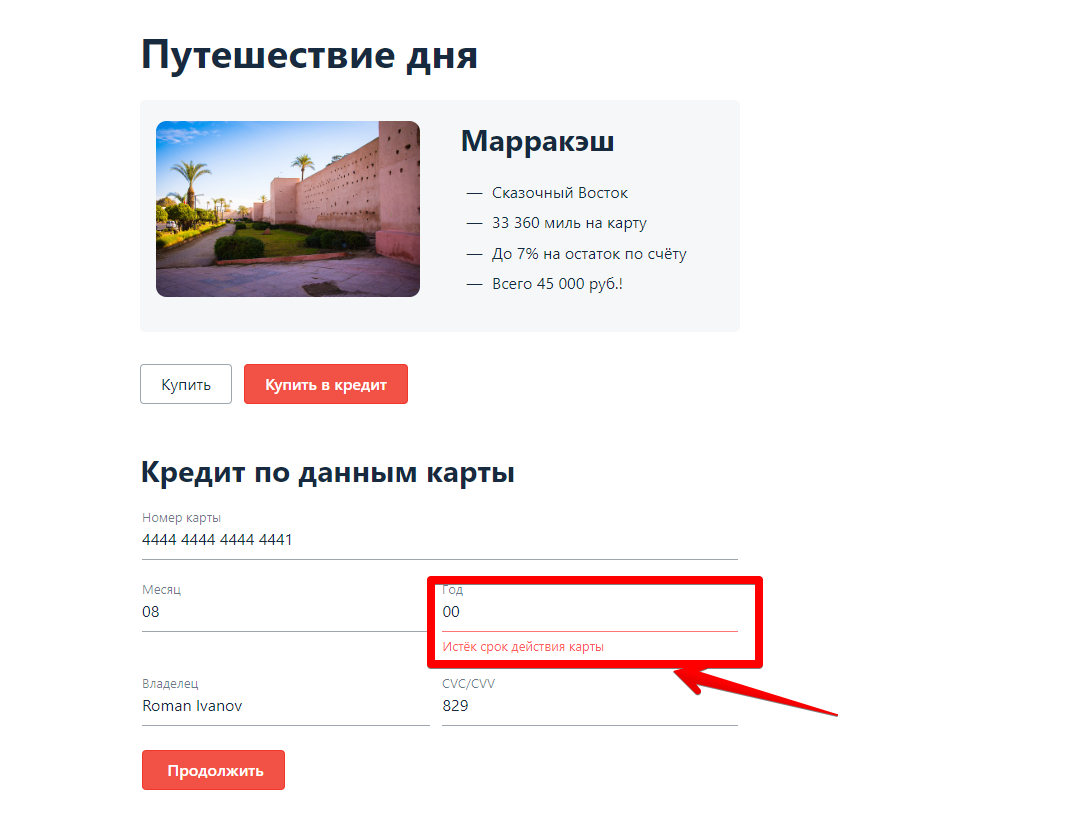 Путешествие дня
Марракэш
— Сказочный Восток
— 33 360 миль на карту
— До 7% на остаток по счёту
— Всего 45 000 руб.!
Купить
Купить в кредит
Кредит по данным карты
Номер карты
4444 4444 4444 4441
Месяц
08
Год
00
Истёк срок действия карты
Владелец
Roman Ivanov
CVC/CVV
829
Продолжить